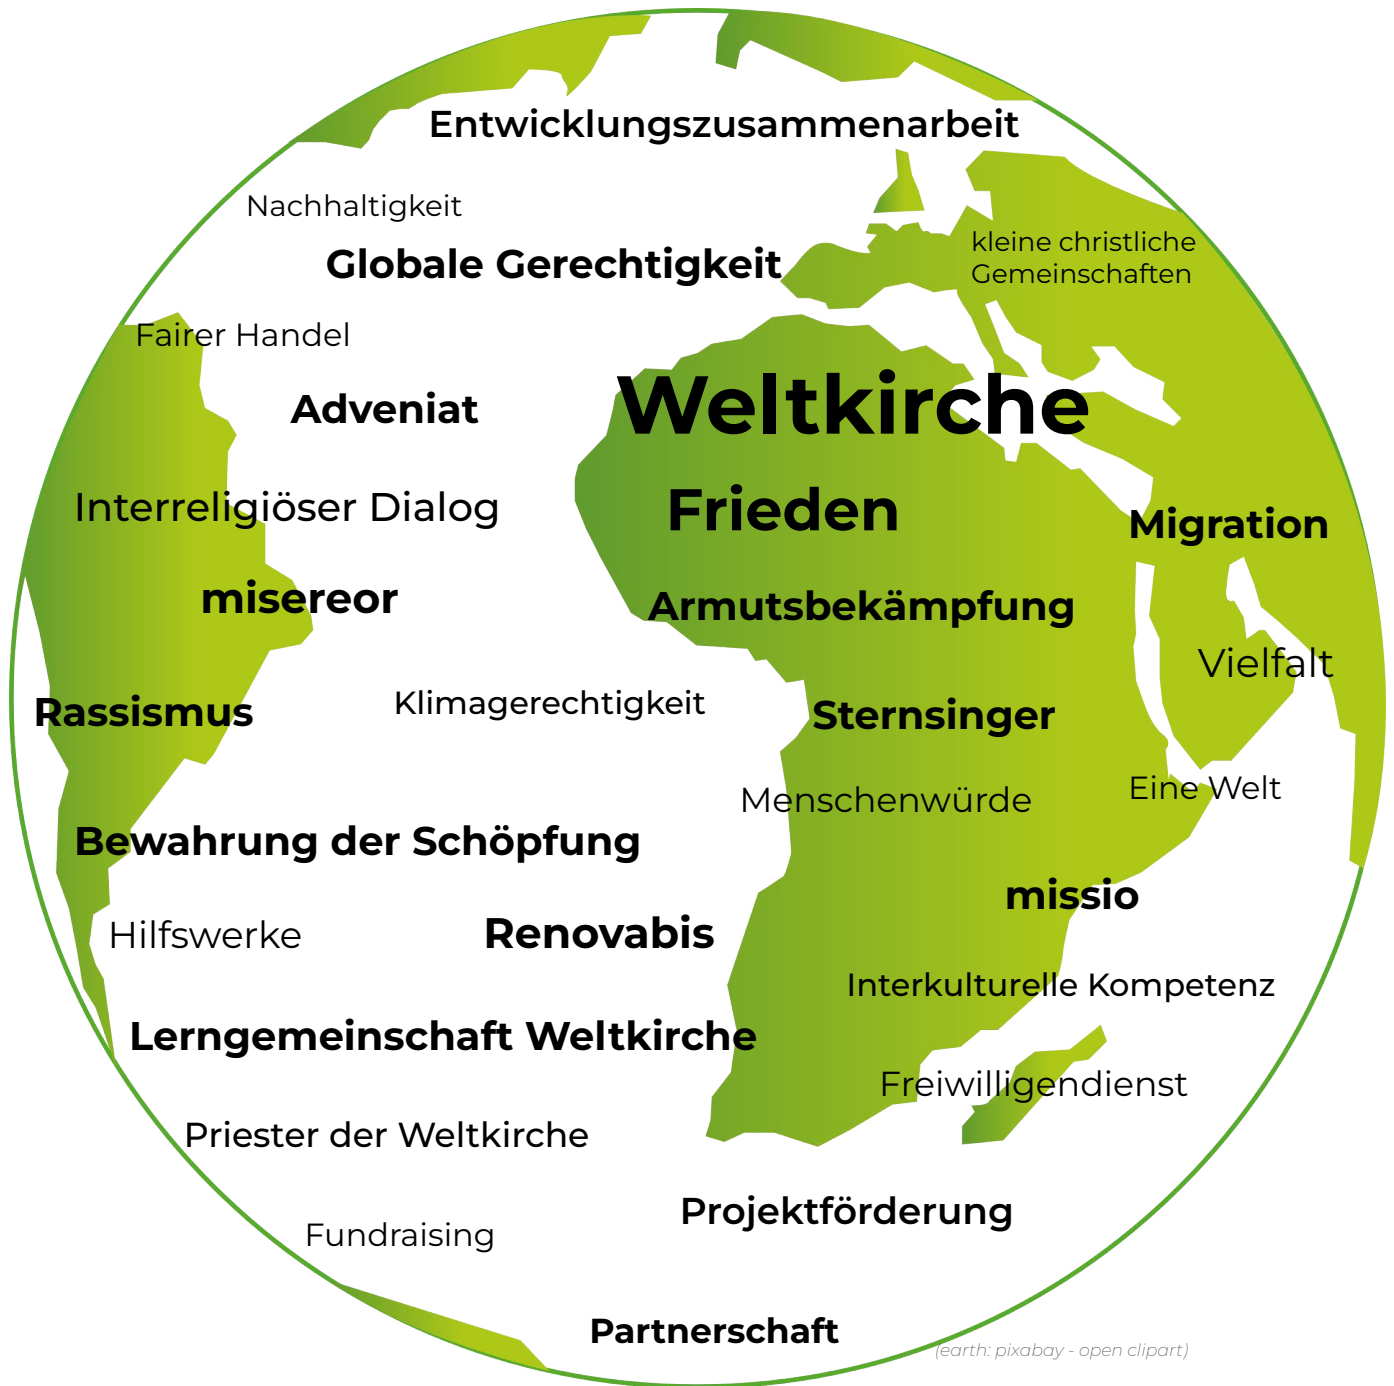 Entwicklungszusammenarbeit
Nachhaltigkeit
kleine christliche
Gemeinschaften
Globale Gerechtigkeit
Fairer Handel
Weltkirche
Adveniat
Interreligiöser Dialog
Frieden
Migration
misereor
Armutsbekämpfung
Vielfalt
Rassismus
Klimagerechtigkeit
Sternsinger
Menschenwürde
Eine Welt
Bewahrung der Schöpfung
missio
Hilfswerke
Renovabis
Interkulturelle Kompetenz
Lerngemeinschaft Weltkirche
Freiwilligendienst
Priester der Weltkirche
Projektförderung
Fundraising
Partnerschaft
(earth: pixabay - open clipart)